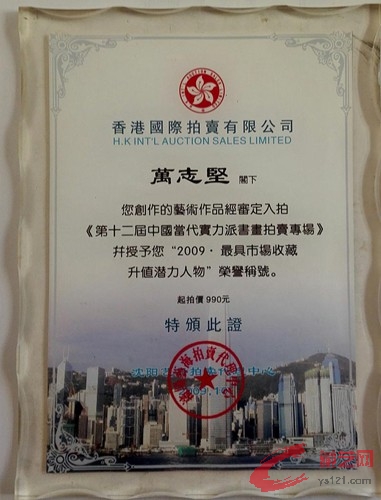 香港國際拍賣有限公司
H.K INT'L AUCTION SALES LIMITED
萬志堅 閣下
您創作的藝術作品經審定入拍
《第十二屆中國當代實力派書畫拍賣專場》
幷授予您“2009·最具市場收藏
升值潜力人物”榮譽稱號。
起拍價990元
特頒此證
ys121.com